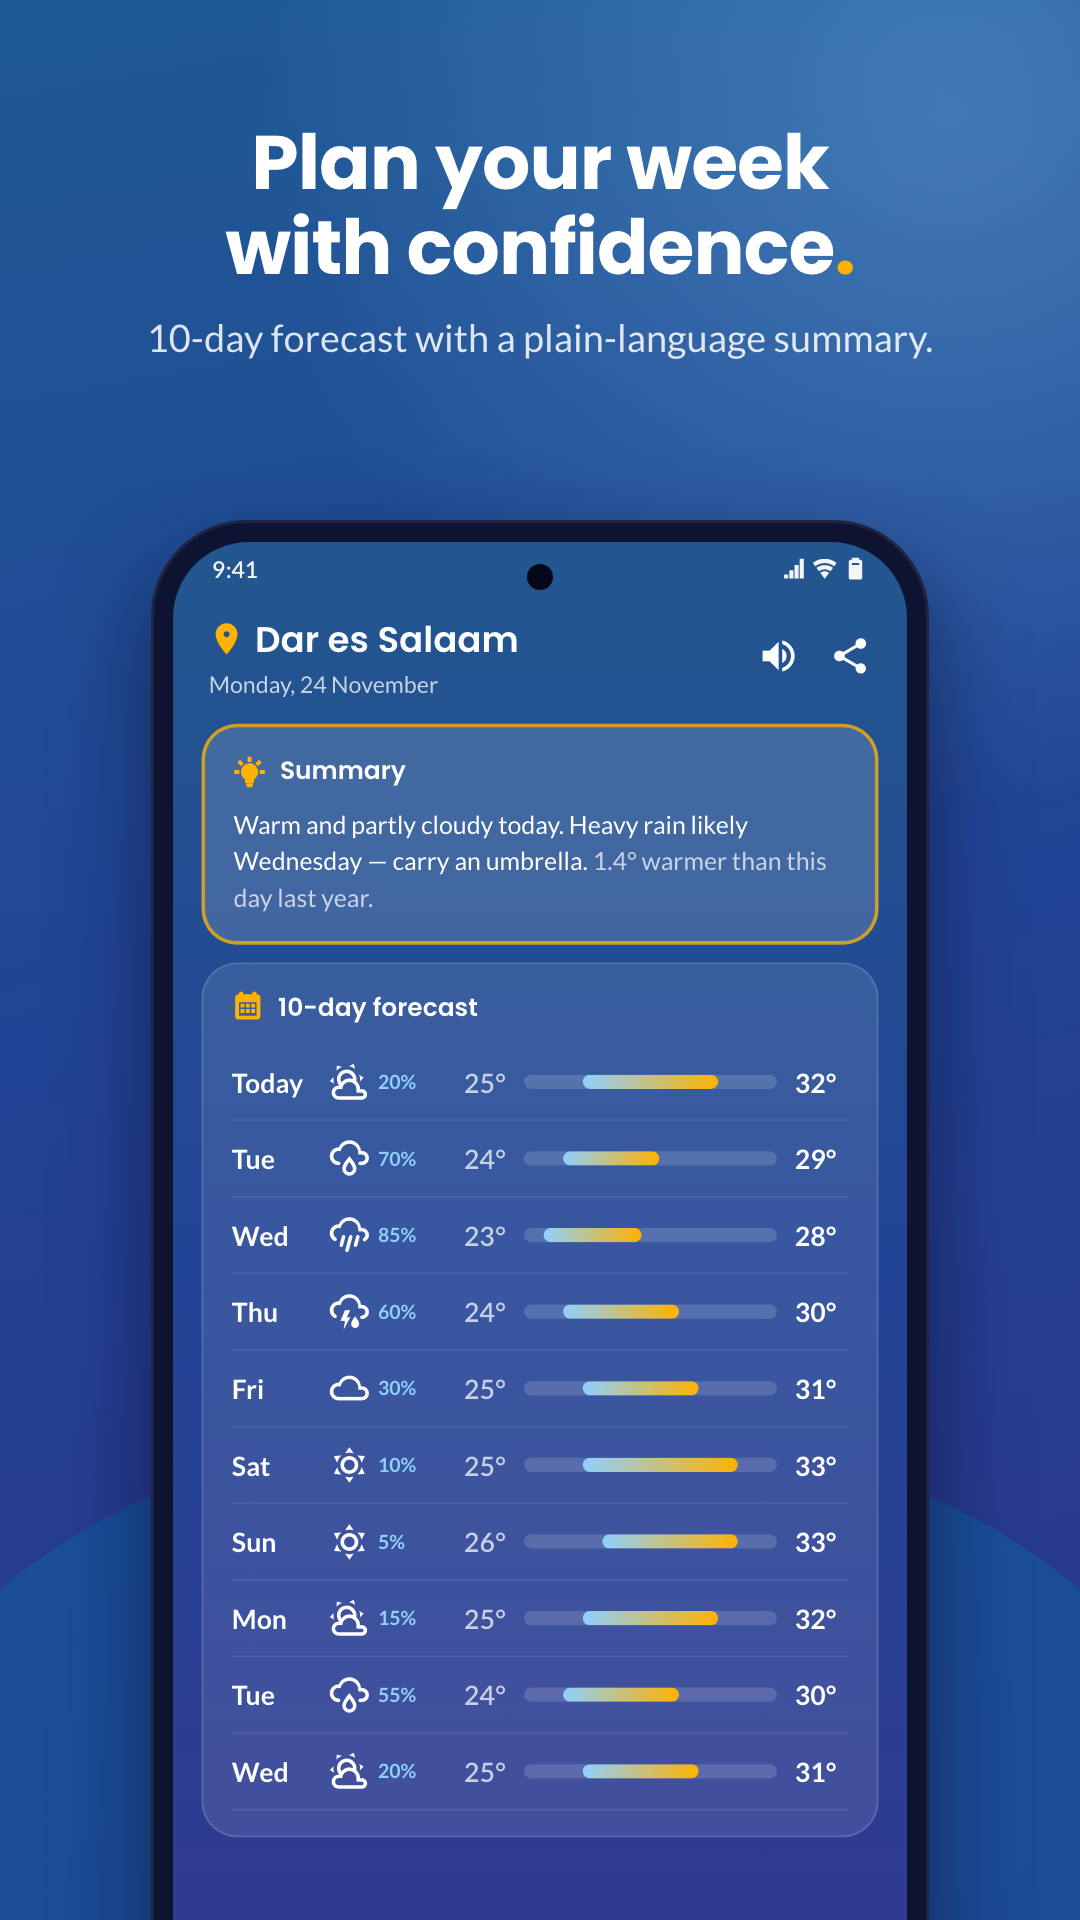 Plan your week
with confidence.
10-day forecast with a plain-language summary.
9:41
Dar es Salaam
Monday, 24 November
Summary
Warm and partly cloudy today. Heavy rain likely
Wednesday — carry an umbrella. 1.4° warmer than this
day last year.
10-day forecast
Today 20% 25° 32°
Tue 70% 24° 29°
Wed 85% 23° 28°
Thu 60% 24° 30°
Fri 30% 25° 31°
Sat 10% 25° 33°
Sun 5% 26° 33°
Mon 15% 25° 32°
Tue 55% 24° 30°
Wed 20% 25° 31°